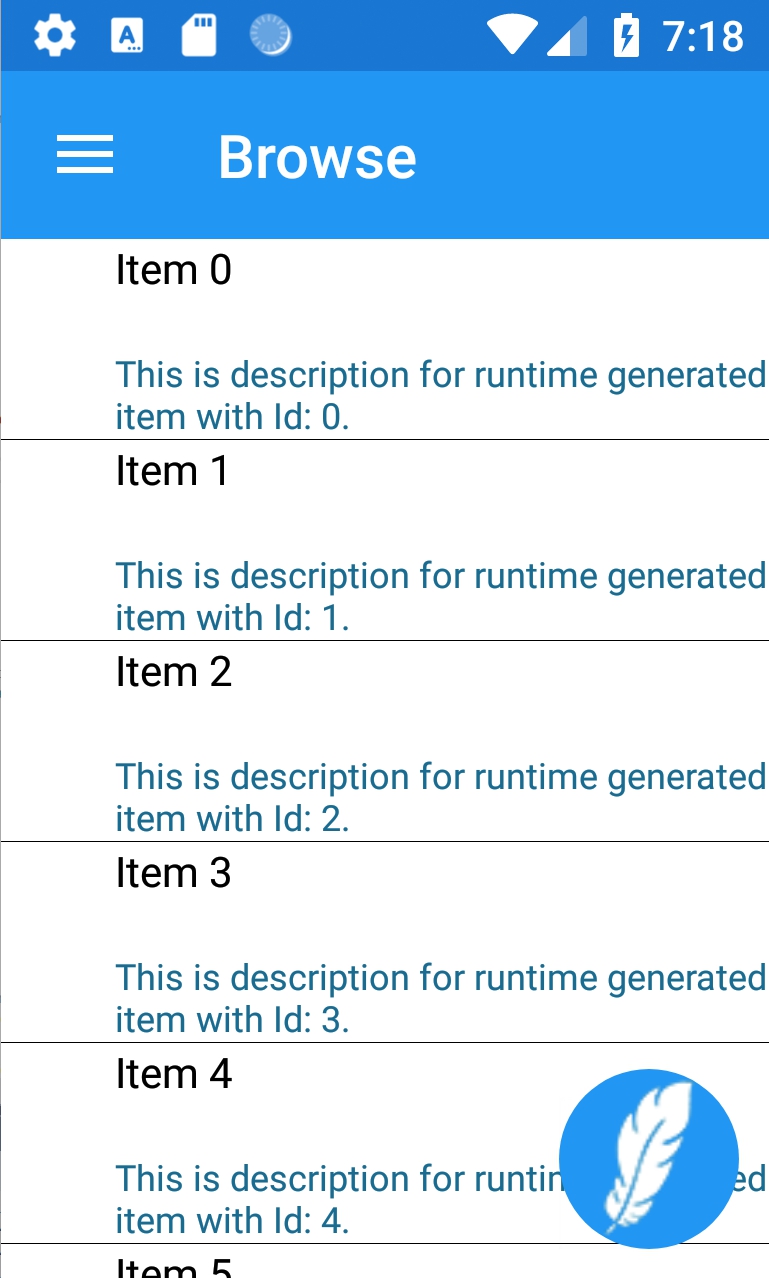 7:18
Browse
Item 0
This is description for runtime generated
item with Id: 0.
Item 1
This is description for runtime generated
item with Id: 1.
Item 2
This is description for runtime generated
item with Id: 2.
Item 3
This is description for runtime generated
item with Id: 3.
Item 4
This is description for
item with Id: 4.
Item 5